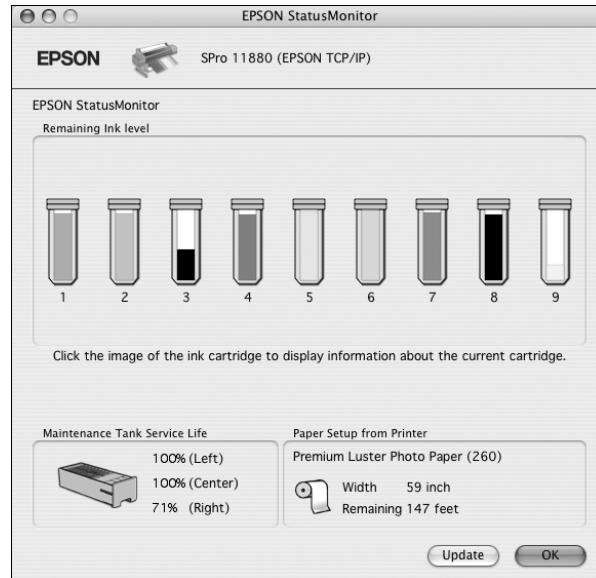 EPSON StatusMonitor
EPSON SPro 11880 (EPSON TCP/IP)
EPSON StatusMonitor
Remaining Ink level
1 2 3 4 5 6 7 8 9
Click the image of the ink cartridge to display information about the current cartridge.
Maintenance Tank Service Life
100% (Left)
100% (Center)
71% (Right)
Paper Setup from Printer
Premium Luster Photo Paper (260)
Width 59 inch
Remaining 147 feet
Update OK